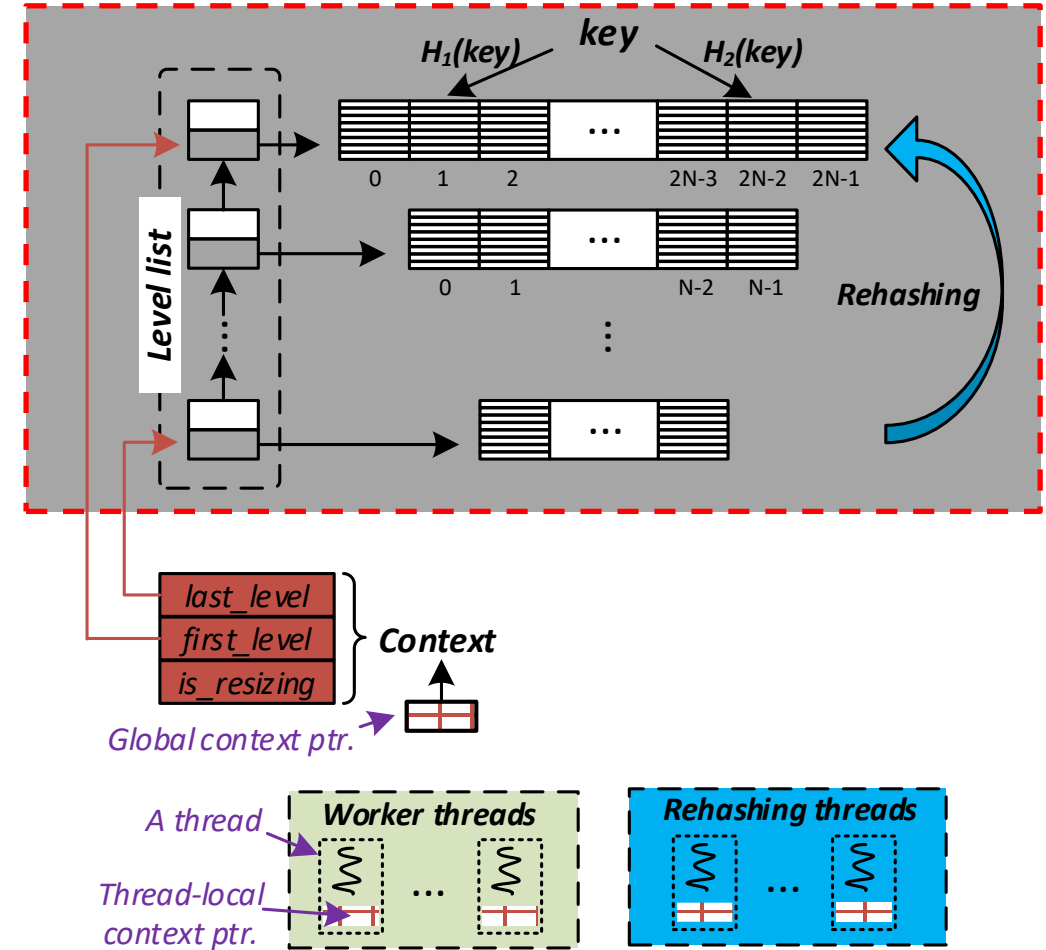 key
H₁(key)
H₂(key)
...
0 1 2 2N-3 2N-2 2N-1
...
0 1 N-2 N-1
Level list
Rehashing
...
last_level
first_level
is_resizing
Context
Global context ptr.
A thread
Worker threads
Rehashing threads
...
...
Thread-local
context ptr.